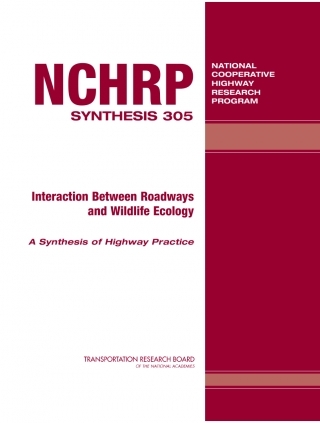 NCHRP
SYNTHESIS 305
NATIONAL
COOPERATIVE
HIGHWAY
RESEARCH
PROGRAM
Interaction Between Roadways
and Wildlife Ecology
A Synthesis of Highway Practice
TRANSPORTATION RESEARCH BOARD
OF THE NATIONAL ACADEMIES